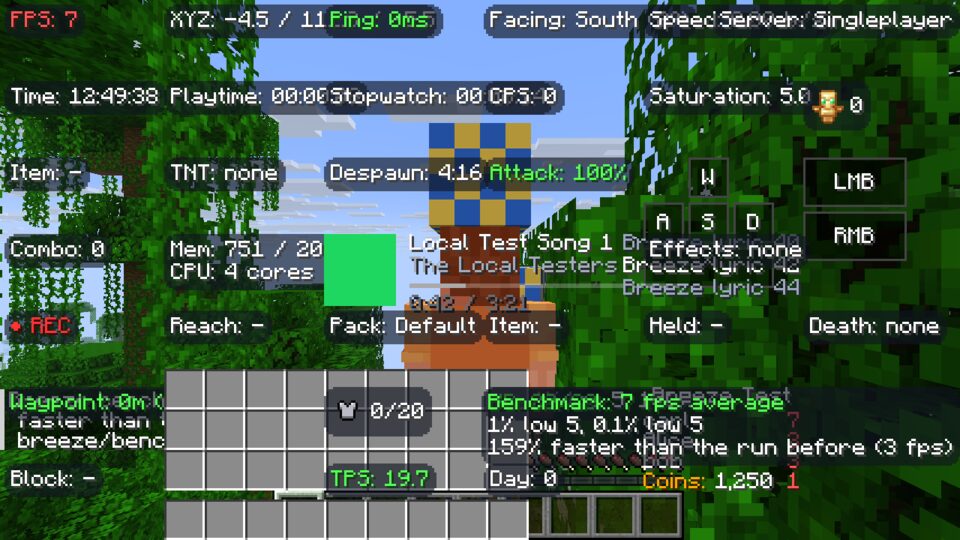 FPS: 7
XYZ: -4.5 / 11
Ping: 0ms
Facing: South
Speed
Server: Singleplayer
Time: 12:49:38
Playtime: 00:00
Stopwatch: 00
CPS: 0
Saturation: 5.0
0
Item: -
TNT: none
Despawn: 4:16
Attack: 100%
W
LMB
A S D
RMB
Combo: 0
Mem: 751 / 20
CPU: 4 cores
Local Test Song 1
The Local Testers
0:42 / 3:21
Effects: none
Breeze lyric 42
Breeze lyric 44
REC
Reach: -
Pack: Default
Item: -
Held: -
Death: none
Waypoint: 0m
faster than
breeze/benc
0/20
Benchmark: 7 fps average
1% low 5, 0.1% low 5
159% faster than the run before (3 fps)
Block: -
TPS: 19.7
Day: 0
Coins: 1,250
1